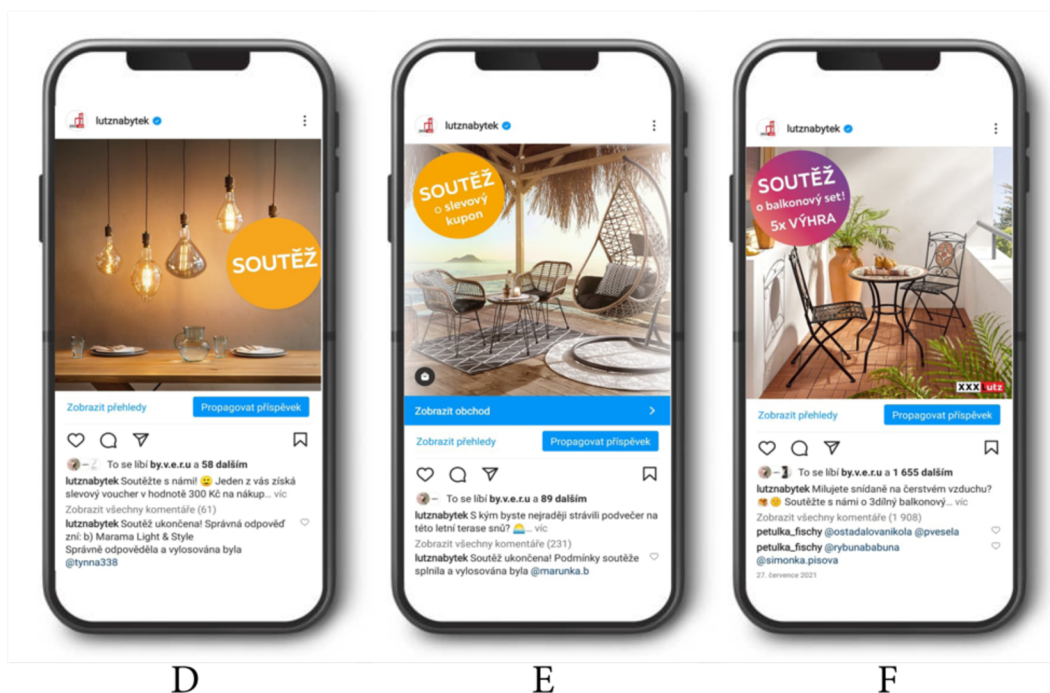 lutznabytek
SOUTĚŽ
Zobrazit přehledy
Propagovat příspěvek
To se líbí by.v.e.r.u a 58 dalším
lutznabytek Soutěžte s námi! 🙂 Jeden z vás získá
slevový voucher v hodnotě 300 Kč na nákup... víc
Zobrazit všechny komentáře (61)
lutznabytek Soutěž ukončena! Správná odpověď
zní: b) Marama Light & Style
Správně odpověděla a vylosována byla
@tynna338
D
lutznabytek
SOUTĚŽ
o slevový
kupon
Zobrazit obchod
Zobrazit přehledy
Propagovat příspěvek
To se líbí by.v.e.r.u a 89 dalším
lutznabytek S kým byste nejraději strávili podvečer na
této letní terase snů? 🌅... víc
Zobrazit všechny komentáře (231)
lutznabytek Soutěž ukončena! Podmínky soutěže
splnila a vylosována byla @marunka.b
E
lutznabytek
SOUTĚŽ
o balkonový set!
5x VÝHRA
XXXLutz
Zobrazit přehledy
Propagovat příspěvek
To se líbí by.v.e.r.u a 1 655 dalším
lutznabytek Milujete snídaně na čerstvém vzduchu?
Soutěžte s námi o 3dílný balkonový... víc
Zobrazit všechny komentáře (1 908)
petulka_fischy @ostadalovanikola @pvesela
petulka_fischy @rybunababuna
@simonka.pisova
27. července 2021
F